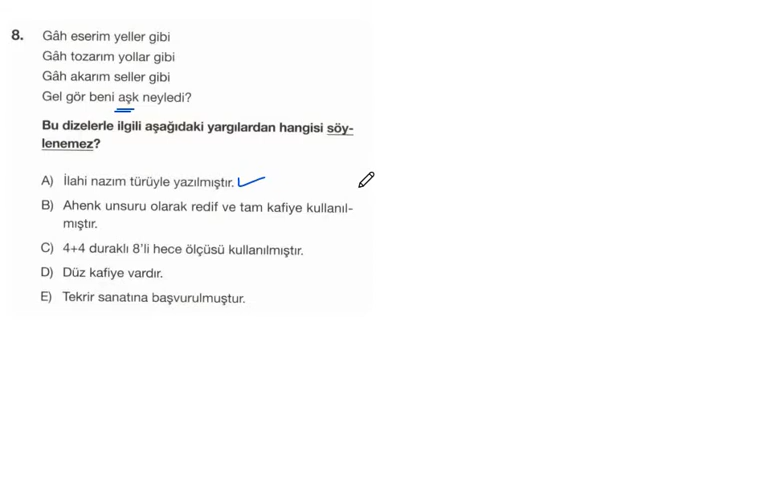 8. Gâh eserim yeller gibi
Gâh tozarım yollar gibi
Gâh akarım seller gibi
Gel gör beni aşk neyledi?
Bu dizelerle ilgili aşağıdaki yargılardan hangisi söy-
lenemez?
A) İlahi nazım türüyle yazılmıştır.
B) Ahenk unsuru olarak redif ve tam kafiye kullanıl-
mıştır.
C) 4+4 duraklı 8'li hece ölçüsü kullanılmıştır.
D) Düz kafiye vardır.
E) Tekrir sanatına başvurulmuştur.